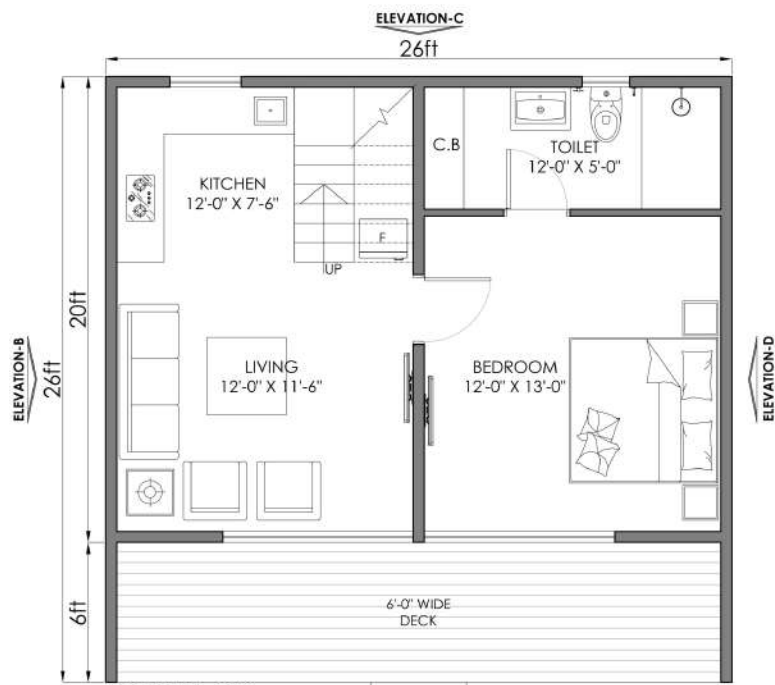 ELEVATION-C
26ft
C.B
TOILET
12'-0" X 5'-0"
KITCHEN
12'-0" X 7'-6"
F
UP
20ft
ELEVATION-B
26ft
LIVING
12'-0" X 11'-6"
BEDROOM
12'-0" X 13'-0"
ELEVATION-D
6ft
6'-0" WIDE
DECK